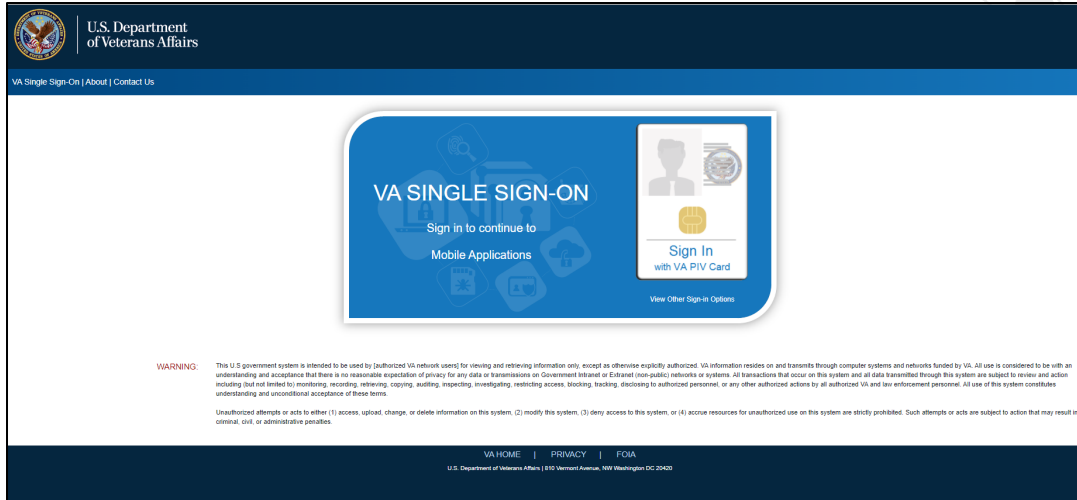 U.S. Department
of Veterans Affairs
VA Single Sign-On | About | Contact Us
VA SINGLE SIGN-ON
Sign in to continue to
Mobile Applications
Sign In
with VA PIV Card
View Other Sign-in Options
WARNING:
This U.S government system is intended to be used by [authorized VA network users] for viewing and retrieving information only, except as otherwise explicitly authorized. VA information resides on and transmits through computer systems and networks funded by VA. All use is considered to be with an
understanding and acceptance that there is no reasonable expectation of privacy for any data or transmissions on Government Intranet or Extranet (non-public) networks or systems. All transactions that occur on this system and all data transmitted through this system are subject to review and action
including (but not limited to) monitoring, recording, retrieving, copying, auditing, inspecting, investigating, restricting access, blocking, tracking, disclosing to authorized personnel, or any other authorized actions by all authorized VA and law enforcement personnel. All use of this system constitutes
understanding and unconditional acceptance of these terms.
Unauthorized attempts or acts to either (1) access, upload, change, or delete information on this system, (2) modify this system, (3) deny access to this system, or (4) accrue resources for unauthorized use on this system are strictly prohibited. Such attempts or acts are subject to action that may result in
criminal, civil, or administrative penalties.
VA HOME | PRIVACY | FOIA
U.S. Department of Veterans Affairs | 810 Vermont Avenue, NW Washington DC 20420